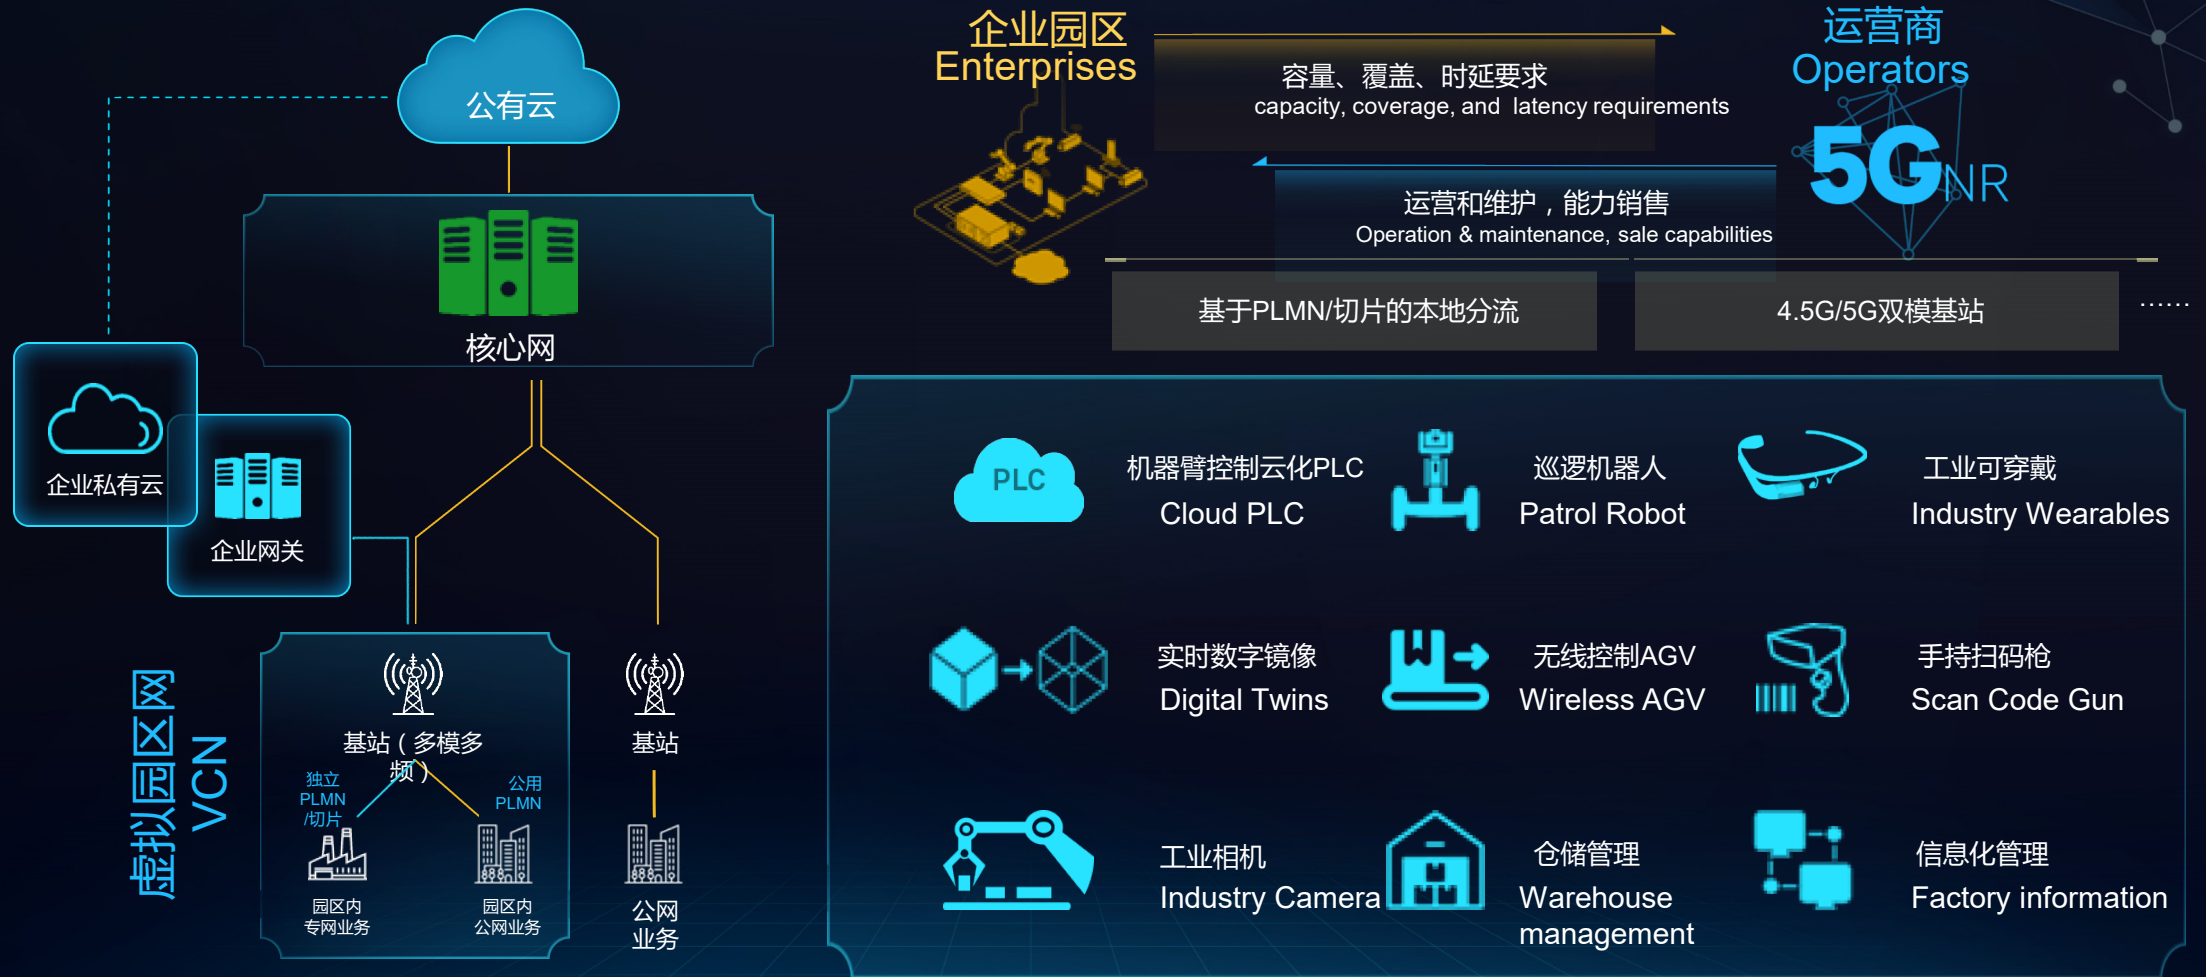 公有云
核心网
企业私有云
企业网关
虚拟园区网
VCN
基站（多模多
频）
独立
PLMN
/切片
公用
PLMN
园区内
专网业务
园区内
公网业务
基站
公网
业务
企业园区
Enterprises
容量、覆盖、时延要求
capacity, coverage, and latency requirements
运营商
Operators
5G NR
运营和维护，能力销售
Operation & maintenance, sale capabilities
基于PLMN/切片的本地分流
4.5G/5G双模基站
……
PLC
机器臂控制云化PLC
Cloud PLC
巡逻机器人
Patrol Robot
工业可穿戴
Industry Wearables
实时数字镜像
Digital Twins
无线控制AGV
Wireless AGV
手持扫码枪
Scan Code Gun
工业相机
Industry Camera
仓储管理
Warehouse
management
信息化管理
Factory information